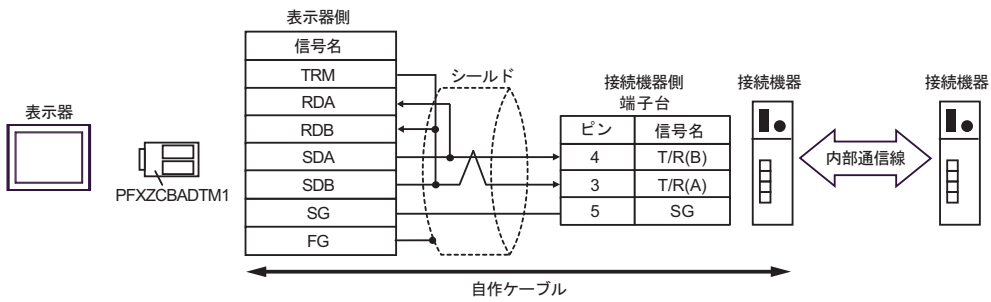 表示器
PFXZCBADTM1
表示器側
信号名
TRM
RDA
RDB
SDA
SDB
SG
FG
シールド
接続機器側
端子台
ピン 信号名
4 T/R(B)
3 T/R(A)
5 SG
接続機器
内部通信線
接続機器
自作ケーブル